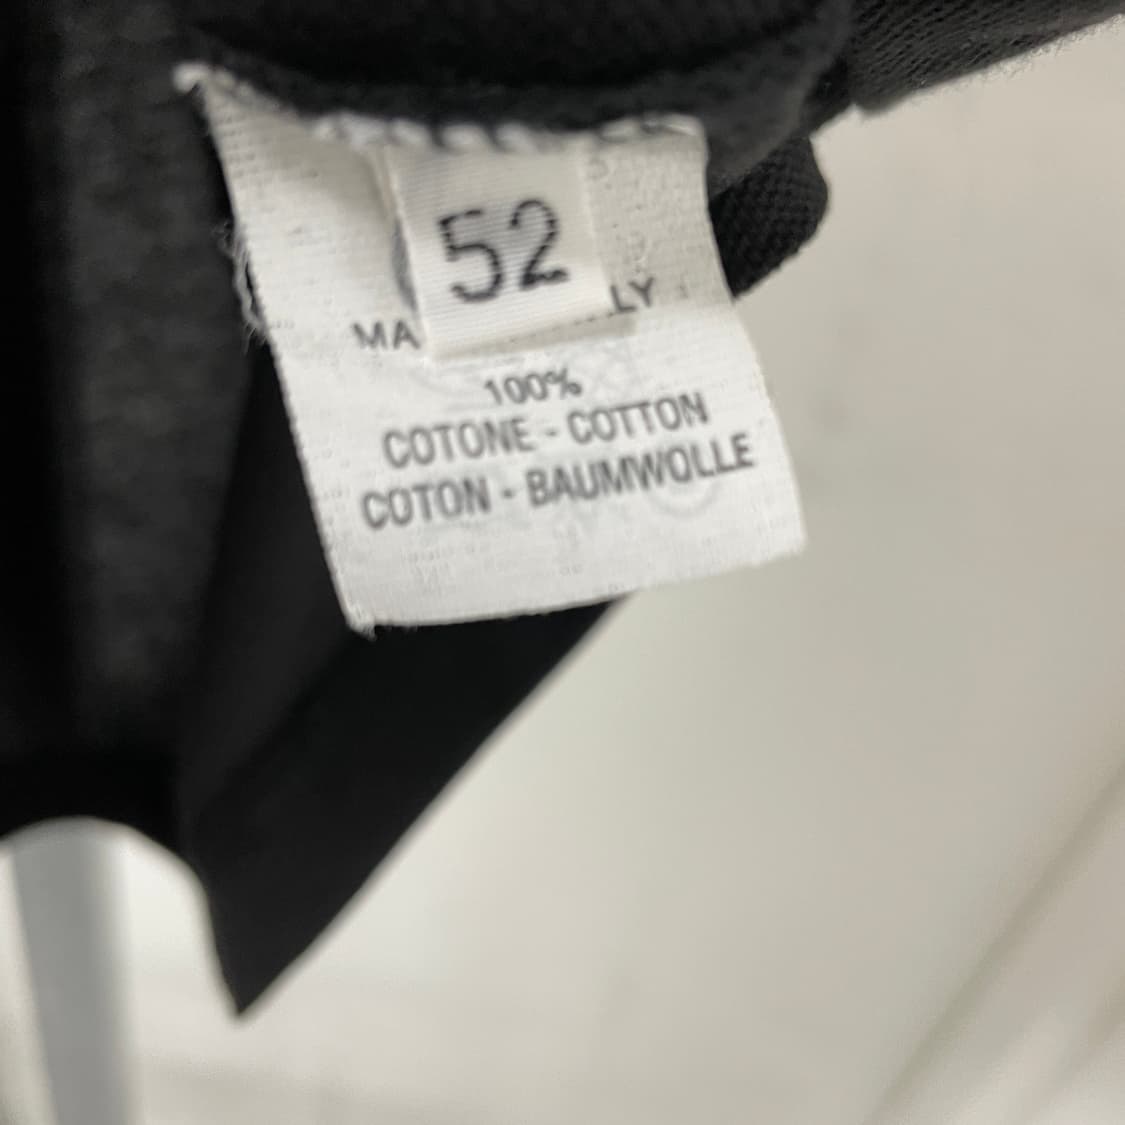 52
MA LY
100%
COTONE - COTTON
COTON - BAUMWOLLE